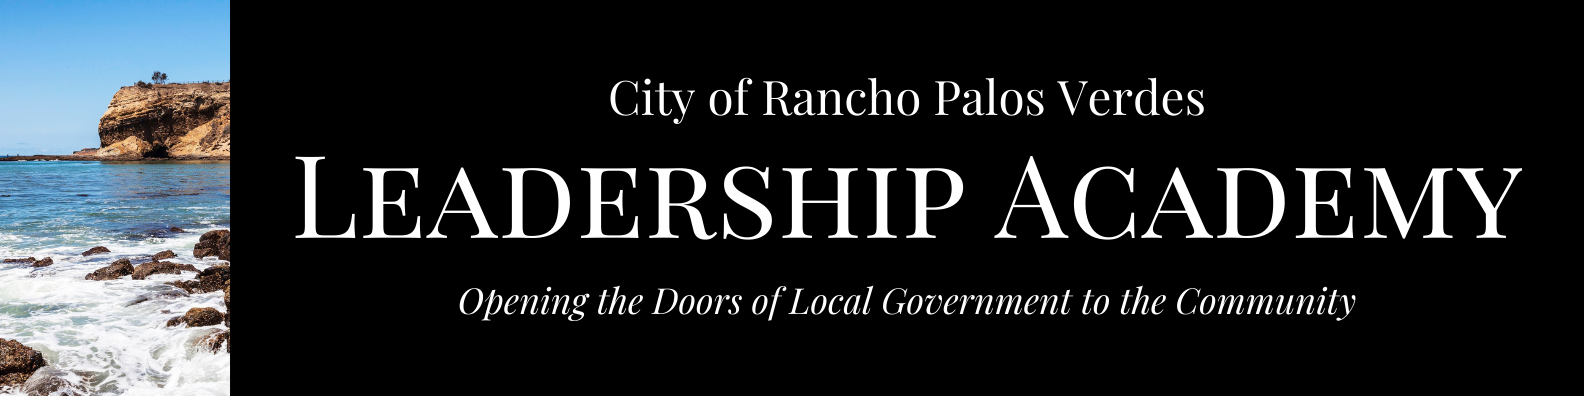 City of Rancho Palos Verdes
LEADERSHIP ACADEMY
Opening the Doors of Local Government to the Community